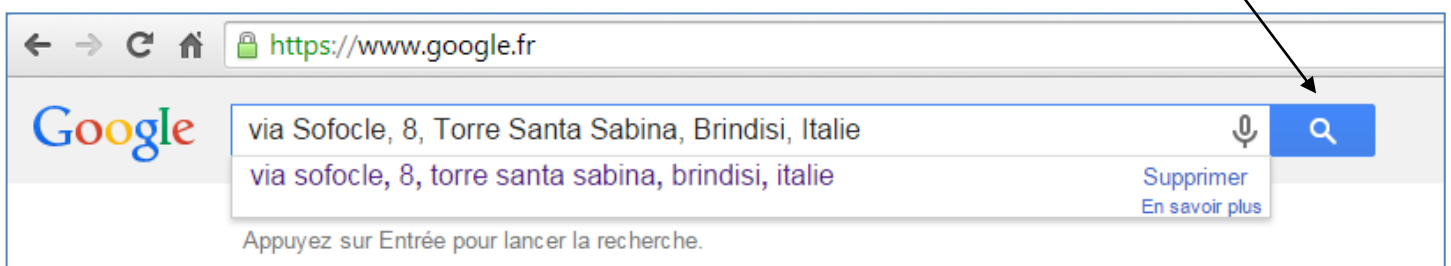 https://www.google.fr
Google via Sofocle, 8, Torre Santa Sabina, Brindisi, Italie
via sofocle, 8, torre santa sabina, brindisi, italie Supprimer
En savoir plus
Appuyez sur Entrée pour lancer la recherche.